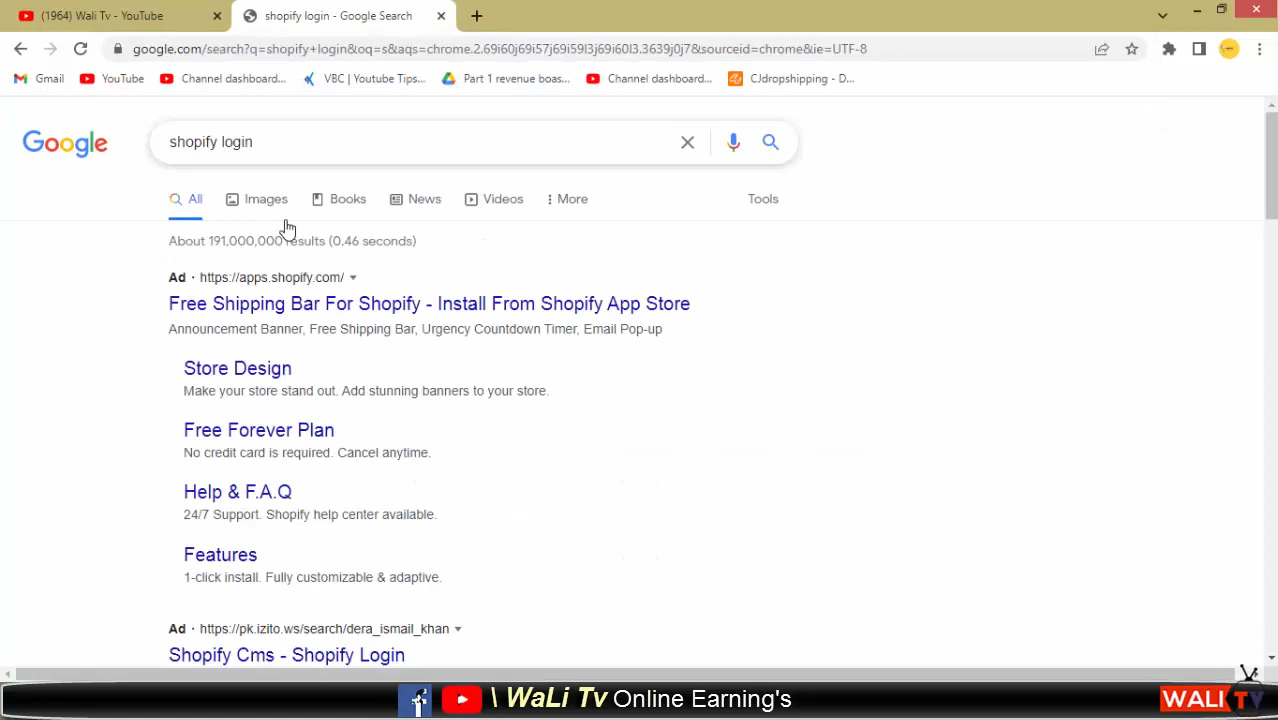 (1964) Wali Tv - YouTube
shopify login - Google Search
google.com/search?q=shopify+login&oq=s&aqs=chrome.2.69i60j69i57j69i59l3j69i60l3.3639j0j7&sourceid=chrome&ie=UTF-8
Gmail YouTube Channel dashboard... VBC | Youtube Tips... Part 1 revenue boas... Channel dashboard... CJdropshipping - D...
Google shopify login
All Images Books News Videos More Tools
About 191,000,000 results (0.46 seconds)
Ad · https://apps.shopify.com/
Free Shipping Bar For Shopify - Install From Shopify App Store
Announcement Banner, Free Shipping Bar, Urgency Countdown Timer, Email Pop-up
Store Design
Make your store stand out. Add stunning banners to your store.
Free Forever Plan
No credit card is required. Cancel anytime.
Help & F.A.Q
24/7 Support. Shopify help center available.
Features
1-click install. Fully customizable & adaptive.
Ad · https://pk.izito.ws/search/dera_ismail_khan
Shopify Cms - Shopify Login
\ WaLi Tv Online Earning's
WALI TV